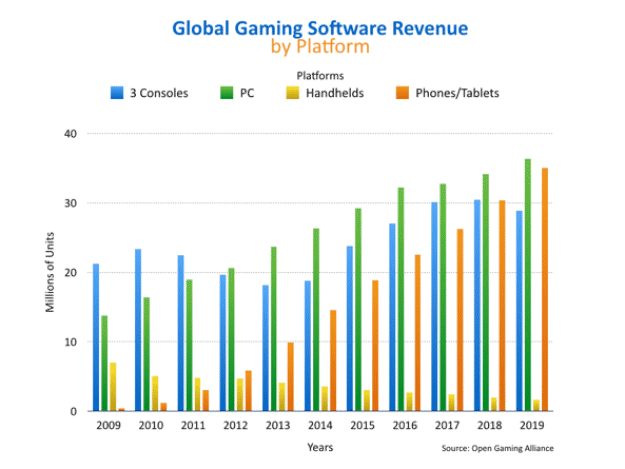 Global Gaming Software Revenue
by Platform
Platforms
3 Consoles PC Handhelds Phones/Tablets
40
30
20
10
0
Millions of Units
2009 2010 2011 2012 2013 2014 2015 2016 2017 2018 2019
Years
Source: Open Gaming Alliance